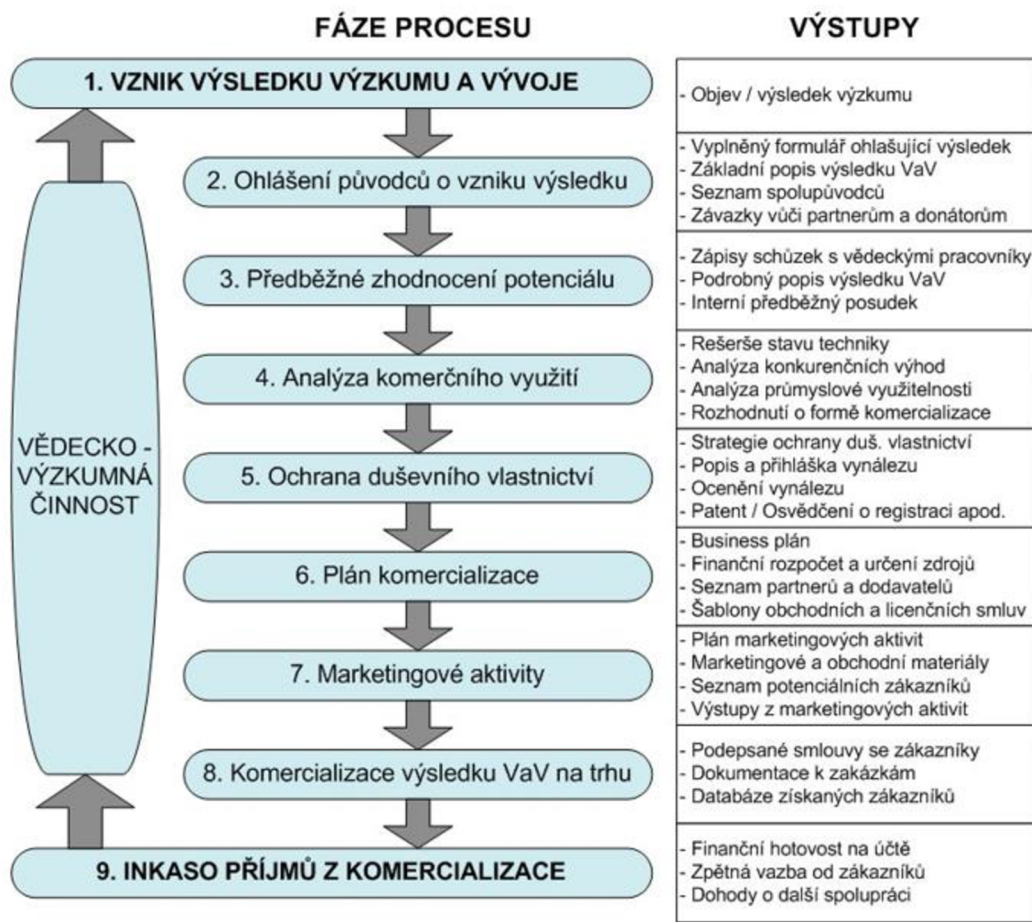 FÁZE PROCESU
VÝSTUPY
1. VZNIK VÝSLEDKU VÝZKUMU A VÝVOJE
- Objev / výsledek výzkumu
2. Ohlášení původců o vzniku výsledku
- Vyplněný formulář ohlašující výsledek
- Základní popis výsledku VaV
- Seznam spolupůvodců
- Závazky vůči partnerům a donátorům
3. Předběžné zhodnocení potenciálu
- Zápisy schůzek s vědeckými pracovníky
- Podrobný popis výsledku VaV
- Interní předběžný posudek
4. Analýza komerčního využití
- Rešerše stavu techniky
- Analýza konkurenčních výhod
- Analýza průmyslové využitelnosti
- Rozhodnutí o formě komercializace
VĚDECKO -
VÝZKUMNÁ
ČINNOST
5. Ochrana duševního vlastnictví
- Strategie ochrany duš. vlastnictví
- Popis a přihláška vynálezu
- Ocenění vynálezu
- Patent / Osvědčení o registraci apod.
6. Plán komercializace
- Business plán
- Finanční rozpočet a určení zdrojů
- Seznam partnerů a dodavatelů
- Šablony obchodních a licenčních smluv
7. Marketingové aktivity
- Plán marketingových aktivit
- Marketingové a obchodní materiály
- Seznam potenciálních zákazníků
- Výstupy z marketingových aktivit
8. Komercializace výsledku VaV na trhu
- Podepsané smlouvy se zákazníky
- Dokumentace k zakázkám
- Databáze získaných zákazníků
9. INKASO PŘÍJMŮ Z KOMERCIALIZACE
- Finanční hotovost na účtě
- Zpětná vazba od zákazníků
- Dohody o další spolupráci